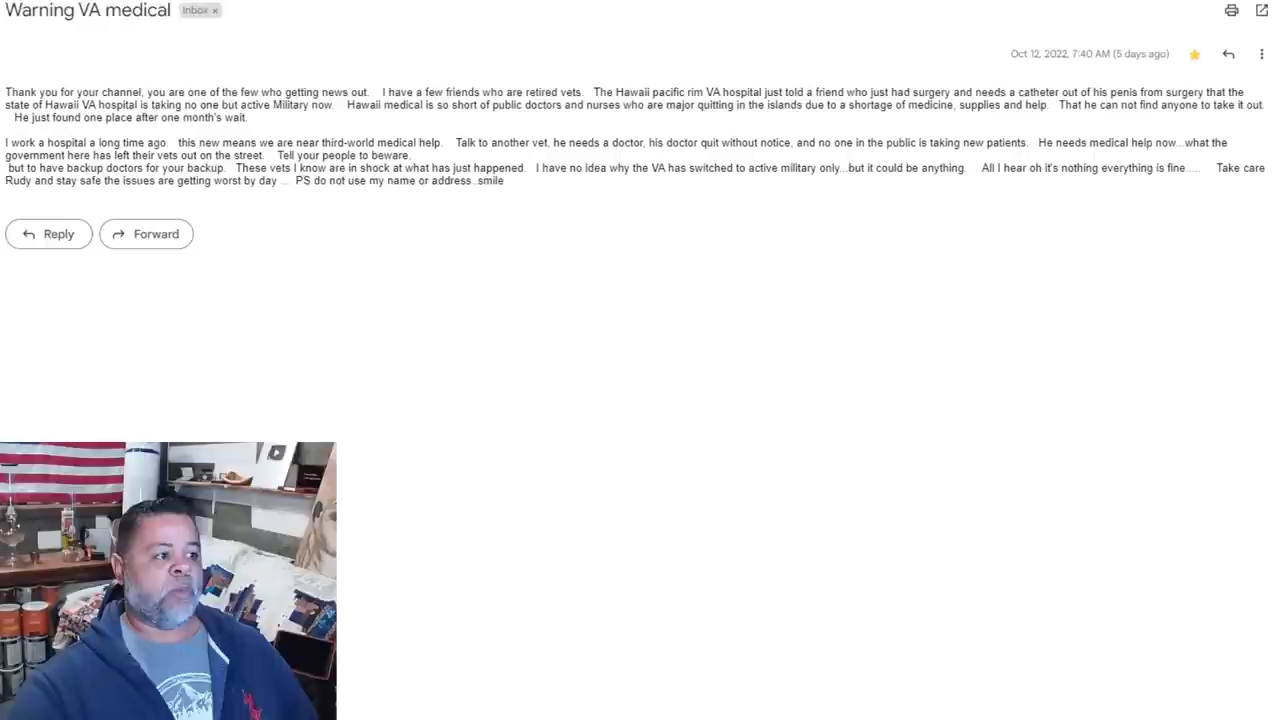 Warning VA medical Inbox ×
Oct 12, 2022, 7:40 AM (5 days ago)
Thank you for your channel, you are one of the few who getting news out. I have a few friends who are retired vets. The Hawaii pacific rim VA hospital just told a friend who just had surgery and needs a catheter out of his penis from surgery that the
state of Hawaii VA hospital is taking no one but active Military now. Hawaii medical is so short of public doctors and nurses who are major quitting in the islands due to a shortage of medicine, supplies and help. That he can not find anyone to take it out.
He just found one place after one month's wait.
I work a hospital a long time ago. this new means we are near third-world medical help. Talk to another vet, he needs a doctor, his doctor quit without notice, and no one in the public is taking new patients. He needs medical help now...what the
government here has left their vets out on the street. Tell your people to beware.
but to have backup doctors for your backup. These vets I know are in shock at what has just happened. I have no idea why the VA has switched to active military only...but it could be anything. All I hear oh it's nothing everything is fine..... Take care
Rudy and stay safe the issues are getting worst by day ... PS do not use my name or address..smile
Reply Forward